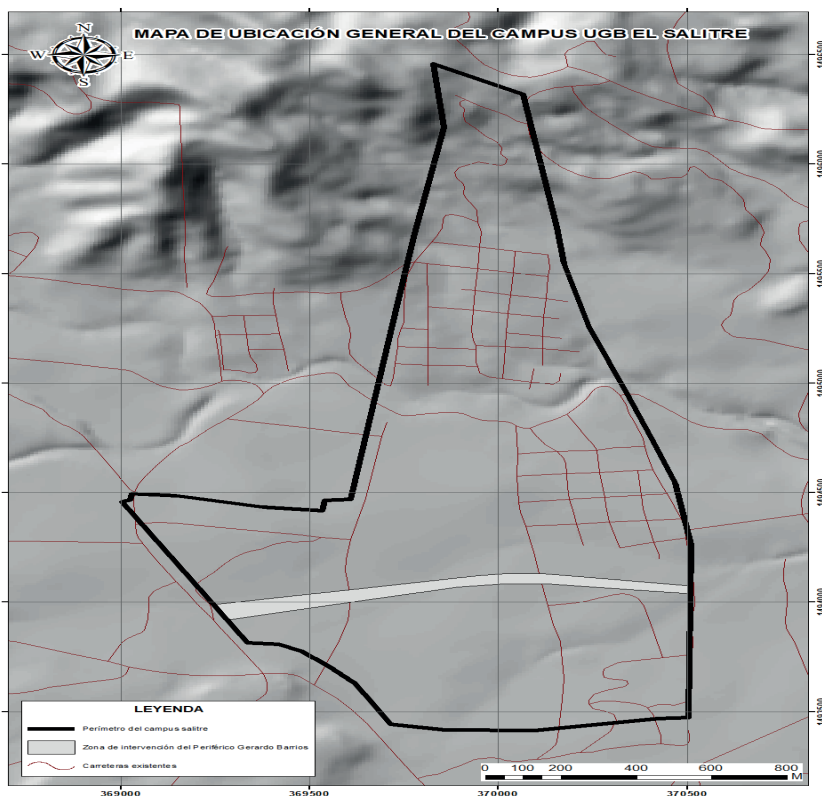 MAPA DE UBICACIÓN GENERAL DEL CAMPUS UGB EL SALITRE
N
W E
S
LEYENDA
Perímetro del campus salitre
Zona de intervención del Periférico Gerardo Barrios
Carreteras existentes
0 100 200 400 600 800
M
369000 369500 370000 370500